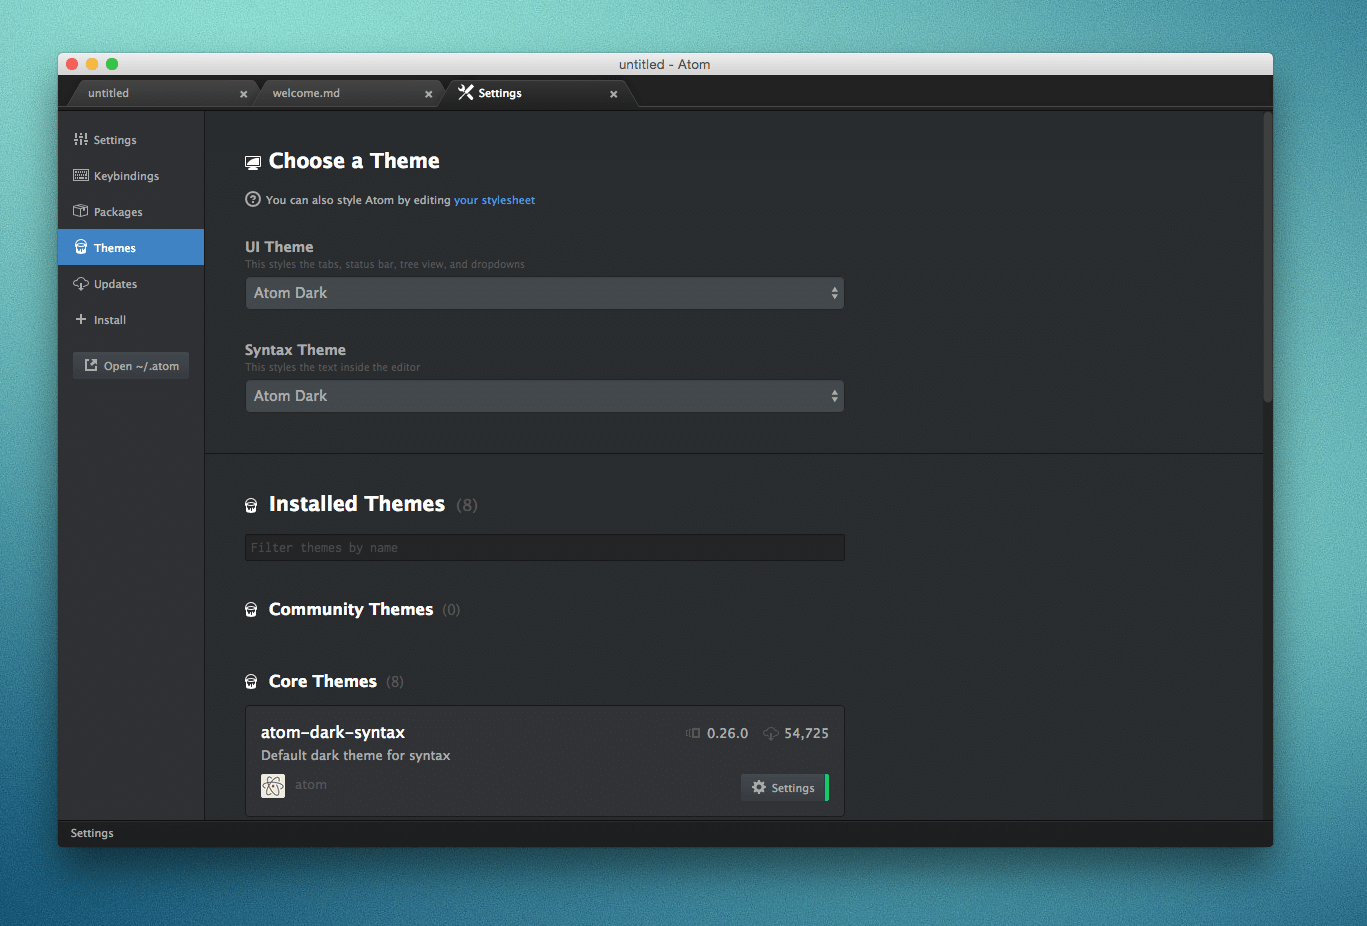 untitled - Atom
untitled
welcome.md
Settings
Settings
Keybindings
Packages
Themes
Updates
Install
Open ~/.atom
Choose a Theme
You can also style Atom by editing your stylesheet
UI Theme
This styles the tabs, status bar, tree view, and dropdowns
Atom Dark
Syntax Theme
This styles the text inside the editor
Atom Dark
Installed Themes (8)
Filter themes by name
Community Themes (0)
Core Themes (8)
atom-dark-syntax
0.26.0
54,725
Default dark theme for syntax
atom
Settings
Settings